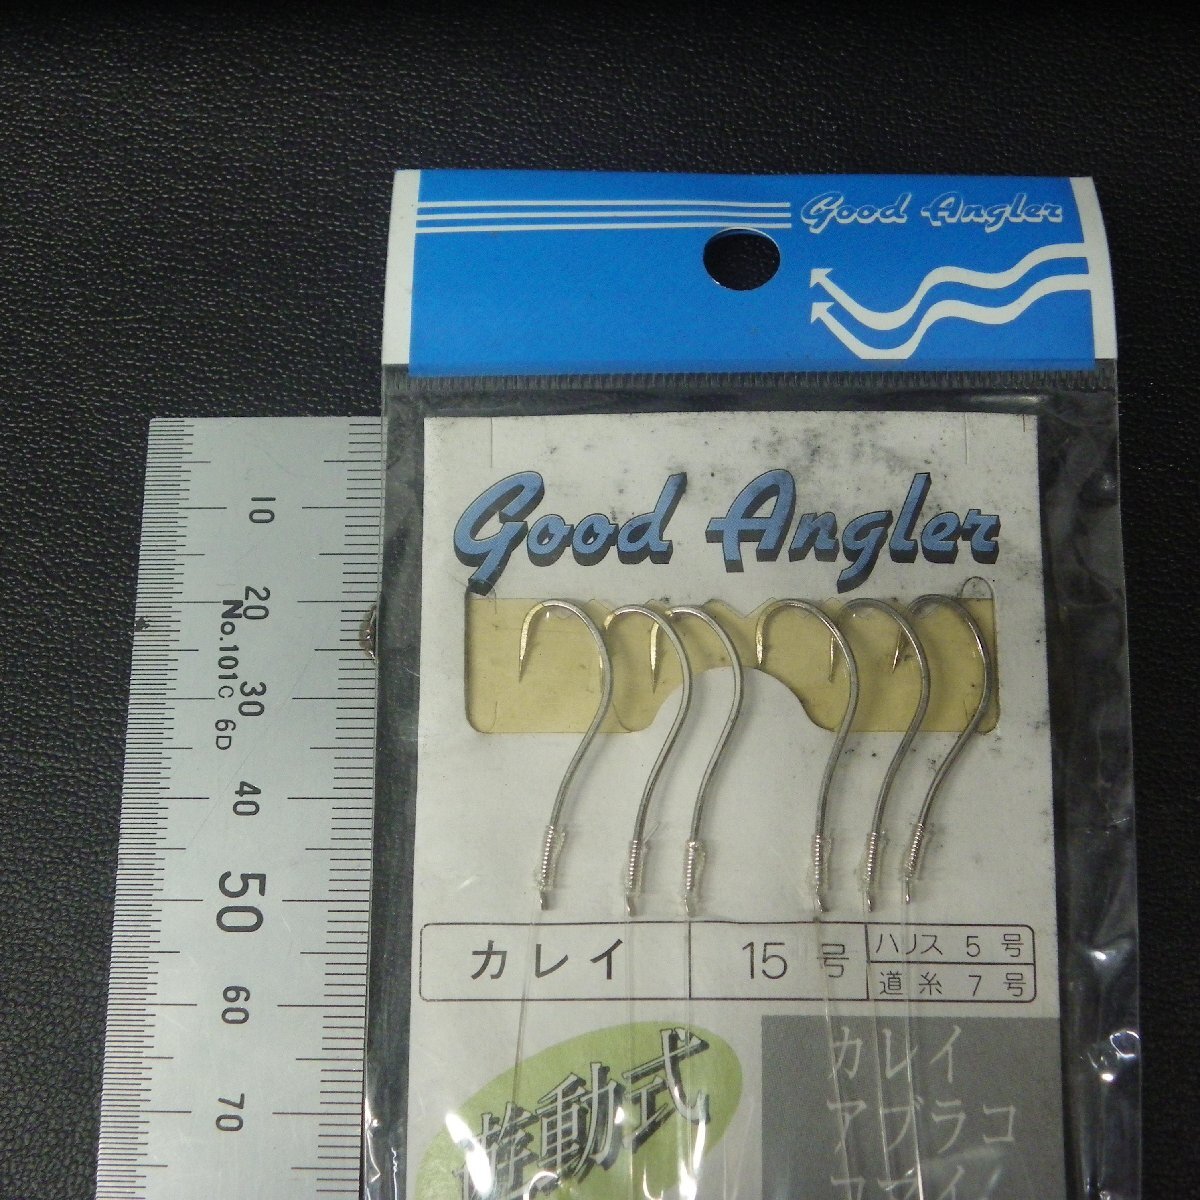 Good Angler
Good Angler
10
20
No.101C 6D
30
40
50
60
70
カレイ 15号 ハリス 5号
道糸 7号
遊動式
カレイ
アブラコ